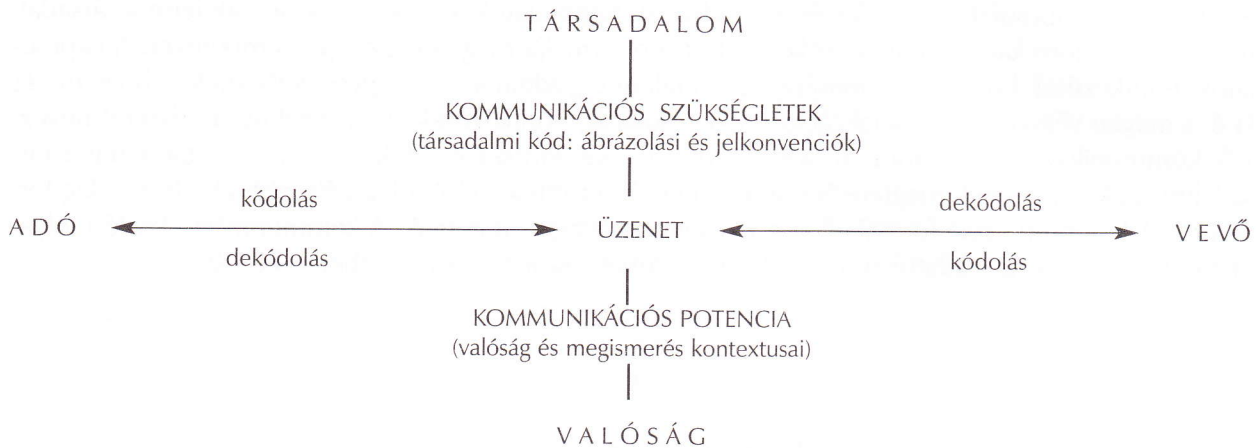 TÁRSADALOM
KOMMUNIKÁCIÓS SZÜKSÉGLETEK
(társadalmi kód: ábrázolási és jelkonvenciók)
kódolás
dekódolás
ADÓ
ÜZENET
VEVŐ
dekódolás
kódolás
KOMMUNIKÁCIÓS POTENCIA
(valóság és megismerés kontextusai)
VALÓSÁG